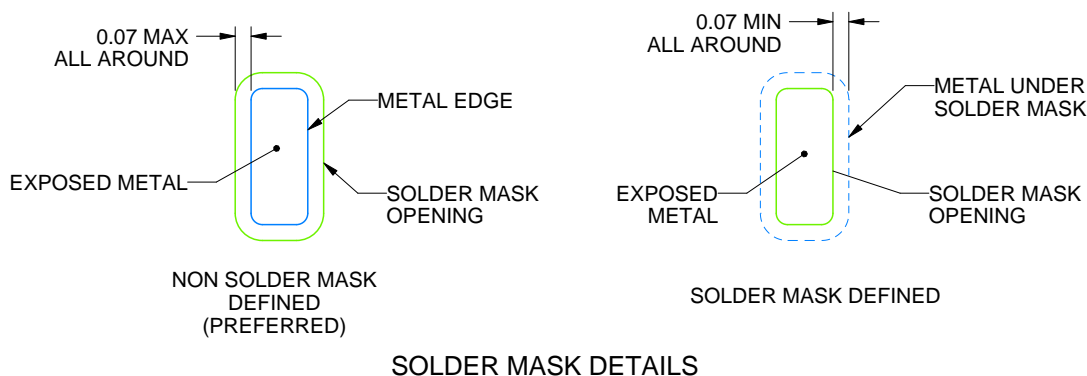 0.07 MAX
ALL AROUND
METAL EDGE
EXPOSED METAL
SOLDER MASK
OPENING
NON SOLDER MASK
DEFINED
(PREFERRED)
0.07 MIN
ALL AROUND
METAL UNDER
SOLDER MASK
EXPOSED
METAL
SOLDER MASK
OPENING
SOLDER MASK DEFINED
SOLDER MASK DETAILS